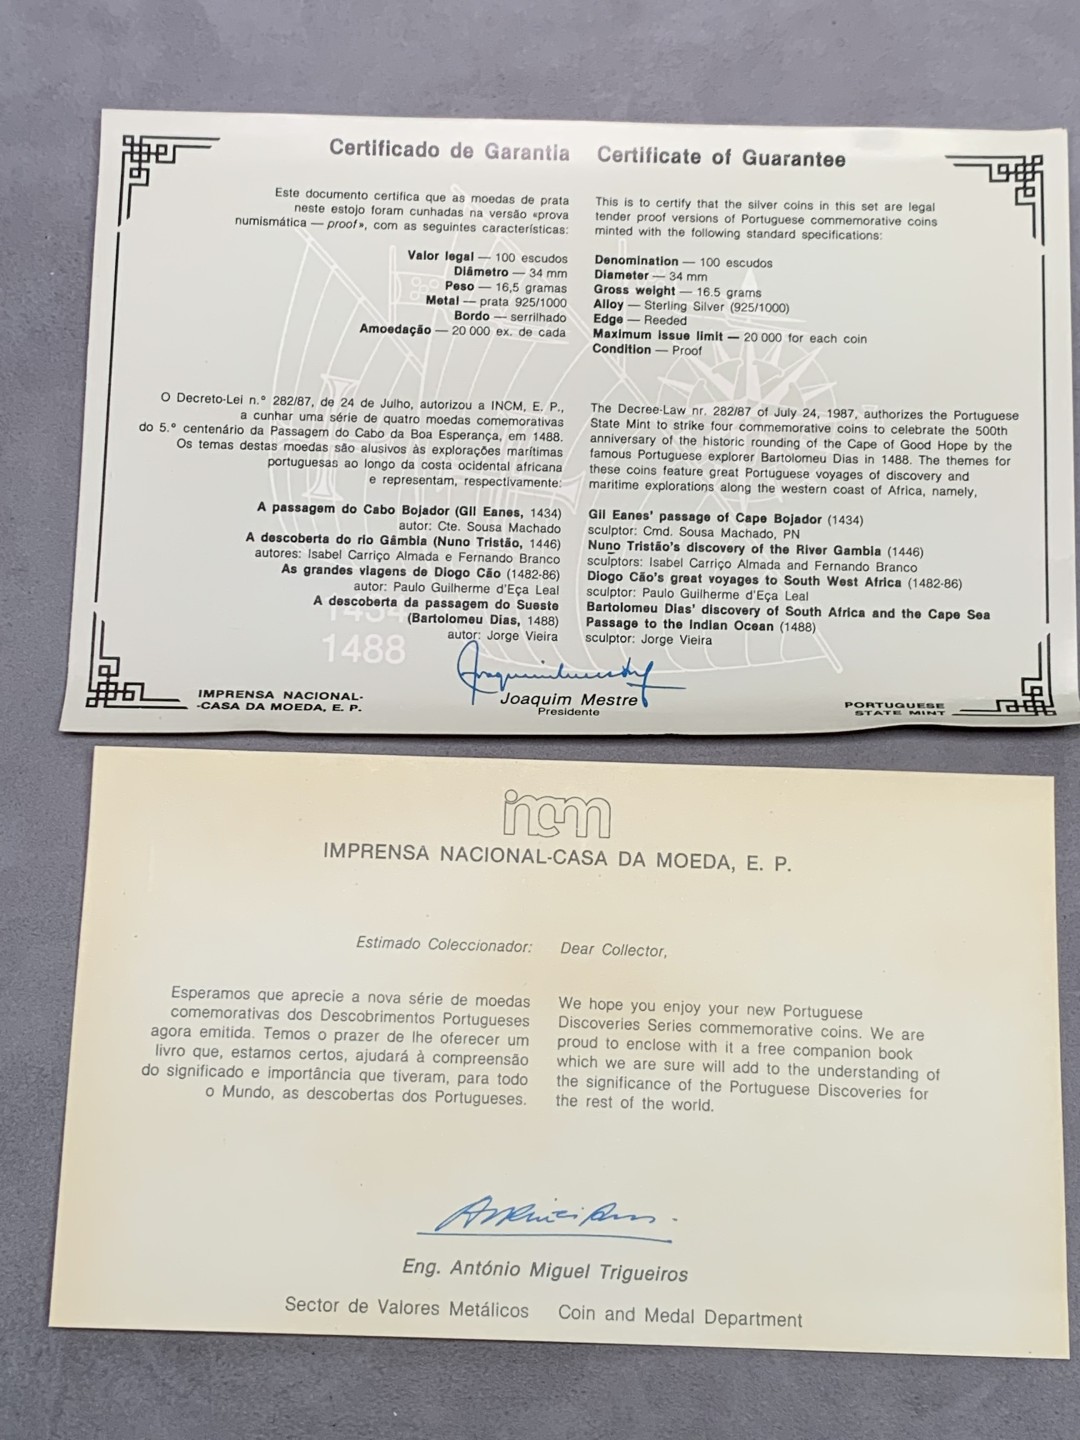 Certificado de Garantia
Este documento certifica que as moedas de prata
neste estojo foram cunhadas na versão «prova
numismática — proof», com as seguintes características:
Valor legal — 100 escudos
Diâmetro — 34 mm
Peso — 16,5 gramas
Metal — prata 925/1000
Bordo — serrilhado
Amoedação — 20 000 ex. de cada
O Decreto-Lei n.º 282/87, de 24 de Julho, autorizou a INCM, E. P.,
a cunhar uma série de quatro moedas comemorativas
do 5.º centenário da Passagem do Cabo da Boa Esperança, em 1488.
Os temas destas moedas são alusivos às explorações marítimas
portuguesas ao longo da costa ocidental africana
e representam, respectivamente:
A passagem do Cabo Bojador (Gil Eanes, 1434)
autor: Cte. Sousa Machado
A descoberta do rio Gâmbia (Nuno Tristão, 1446)
autores: Isabel Carriço Almada e Fernando Branco
As grandes viagens de Diogo Cão (1482-86)
autor: Paulo Guilherme d'Eça Leal
A descoberta da passagem do Sueste
(Bartolomeu Dias, 1488)
autor: Jorge Vieira
Certificate of Guarantee
This is to certify that the silver coins in this set are legal
tender proof versions of Portuguese commemorative coins
minted with the following standard specifications:
Denomination — 100 escudos
Diameter — 34 mm
Gross weight — 16.5 grams
Alloy — Sterling Silver (925/1000)
Edge — Reeded
Maximum issue limit — 20 000 for each coin
Condition — Proof
The Decree-Law nr. 282/87 of July 24, 1987, authorizes the Portuguese
State Mint to strike four commemorative coins to celebrate the 500th
anniversary of the historic rounding of the Cape of Good Hope by the
famous Portuguese explorer Bartolomeu Dias in 1488. The themes for
these coins feature great Portuguese voyages of discovery and
maritime explorations along the western coast of Africa, namely,
Gil Eanes' passage of Cape Bojador (1434)
sculptor: Cmd. Sousa Machado, PN
Nuno Tristão's discovery of the River Gambia (1446)
sculptors: Isabel Carriço Almada and Fernando Branco
Diogo Cão's great voyages to South West Africa (1482-86)
sculptor: Paulo Guilherme d'Eça Leal
Bartolomeu Dias' discovery of South Africa and the Cape Sea
Passage to the Indian Ocean (1488)
sculptor: Jorge Vieira
1434
1488
IMPRENSA NACIONAL-
-CASA DA MOEDA, E. P.
Joaquim Mestre
Presidente
PORTUGUESE
STATE MINT
incm
IMPRENSA NACIONAL-CASA DA MOEDA, E. P.
Estimado Coleccionador:
Esperamos que aprecie a nova série de moedas
comemorativas dos Descobrimentos Portugueses
agora emitida. Temos o prazer de lhe oferecer um
livro que, estamos certos, ajudará à compreensão
do significado e importância que tiveram, para todo
o Mundo, as descobertas dos Portugueses.
Dear Collector,
We hope you enjoy your new Portuguese
Discoveries Series commemorative coins. We are
proud to enclose with it a free companion book
which we are sure will add to the understanding of
the significance of the Portuguese Discoveries for
the rest of the world.
Eng. António Miguel Trigueiros
Sector de Valores Metálicos
Coin and Medal Department